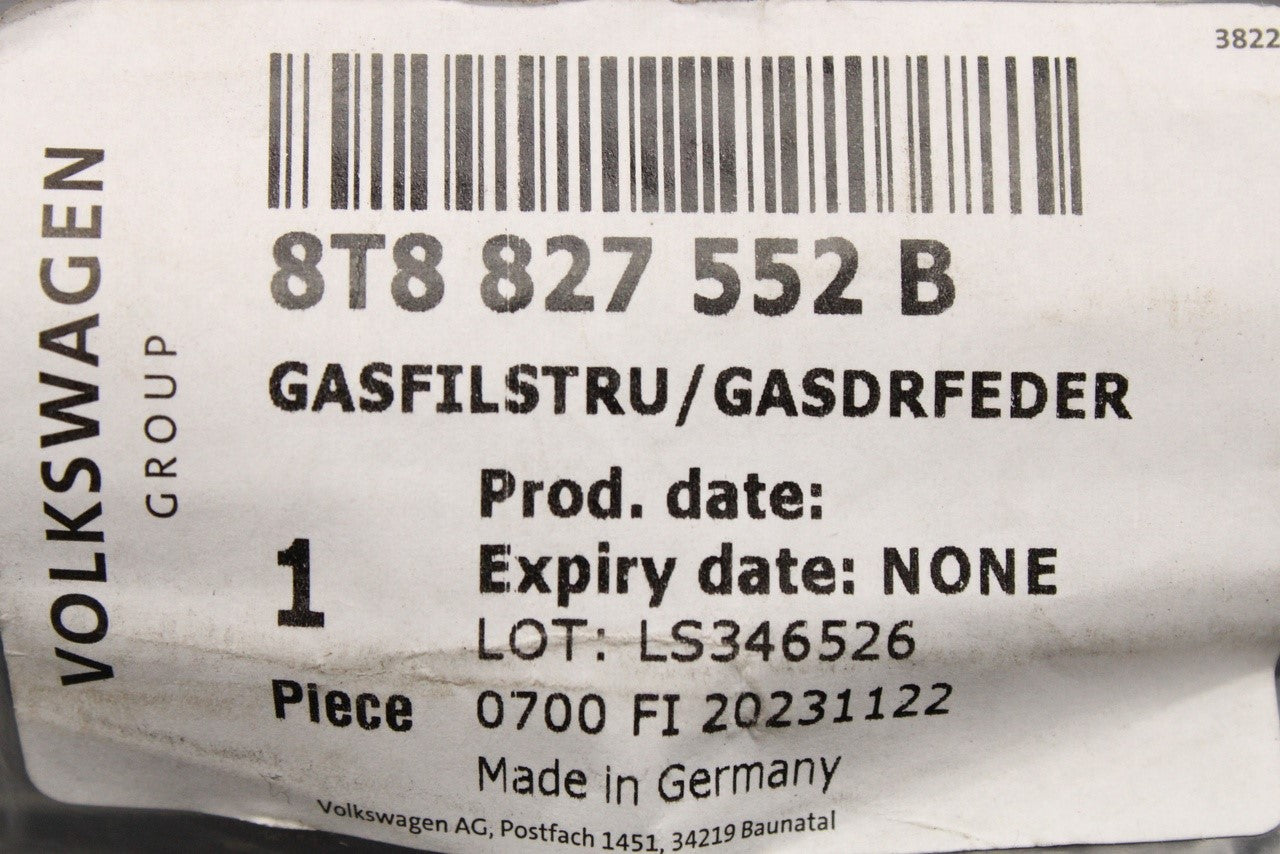 3822
VOLKSWAGEN
GROUP
8T8 827 552 B
GASFILSTRU/GASDRFEDER
Prod. date:
Expiry date: NONE
1
LOT: LS346526
Piece
0700 FI 20231122
Made in Germany
Volkswagen AG, Postfach 1451, 34219 Baunatal